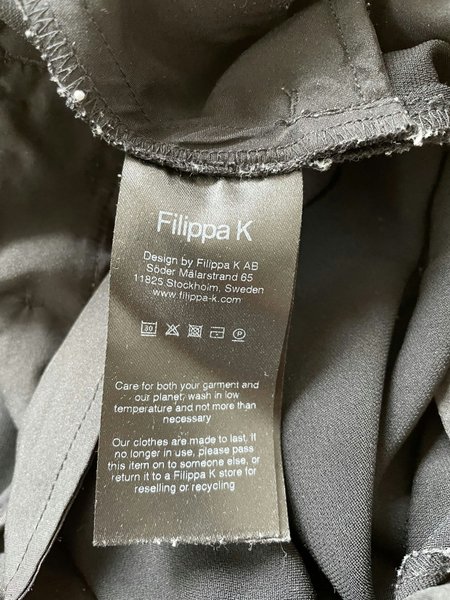 Filippa K
Design by Filippa K AB
Söder Mälarstrand 65
11825 Stockholm, Sweden
www.filippa-k.com
30 P
Care for both your garment and
our planet, wash in low
temperature and not more than
necessary
Our clothes are made to last, if
no longer in use, please pass
this item on to someone else, or
return it to a Filippa K store for
reselling or recycling